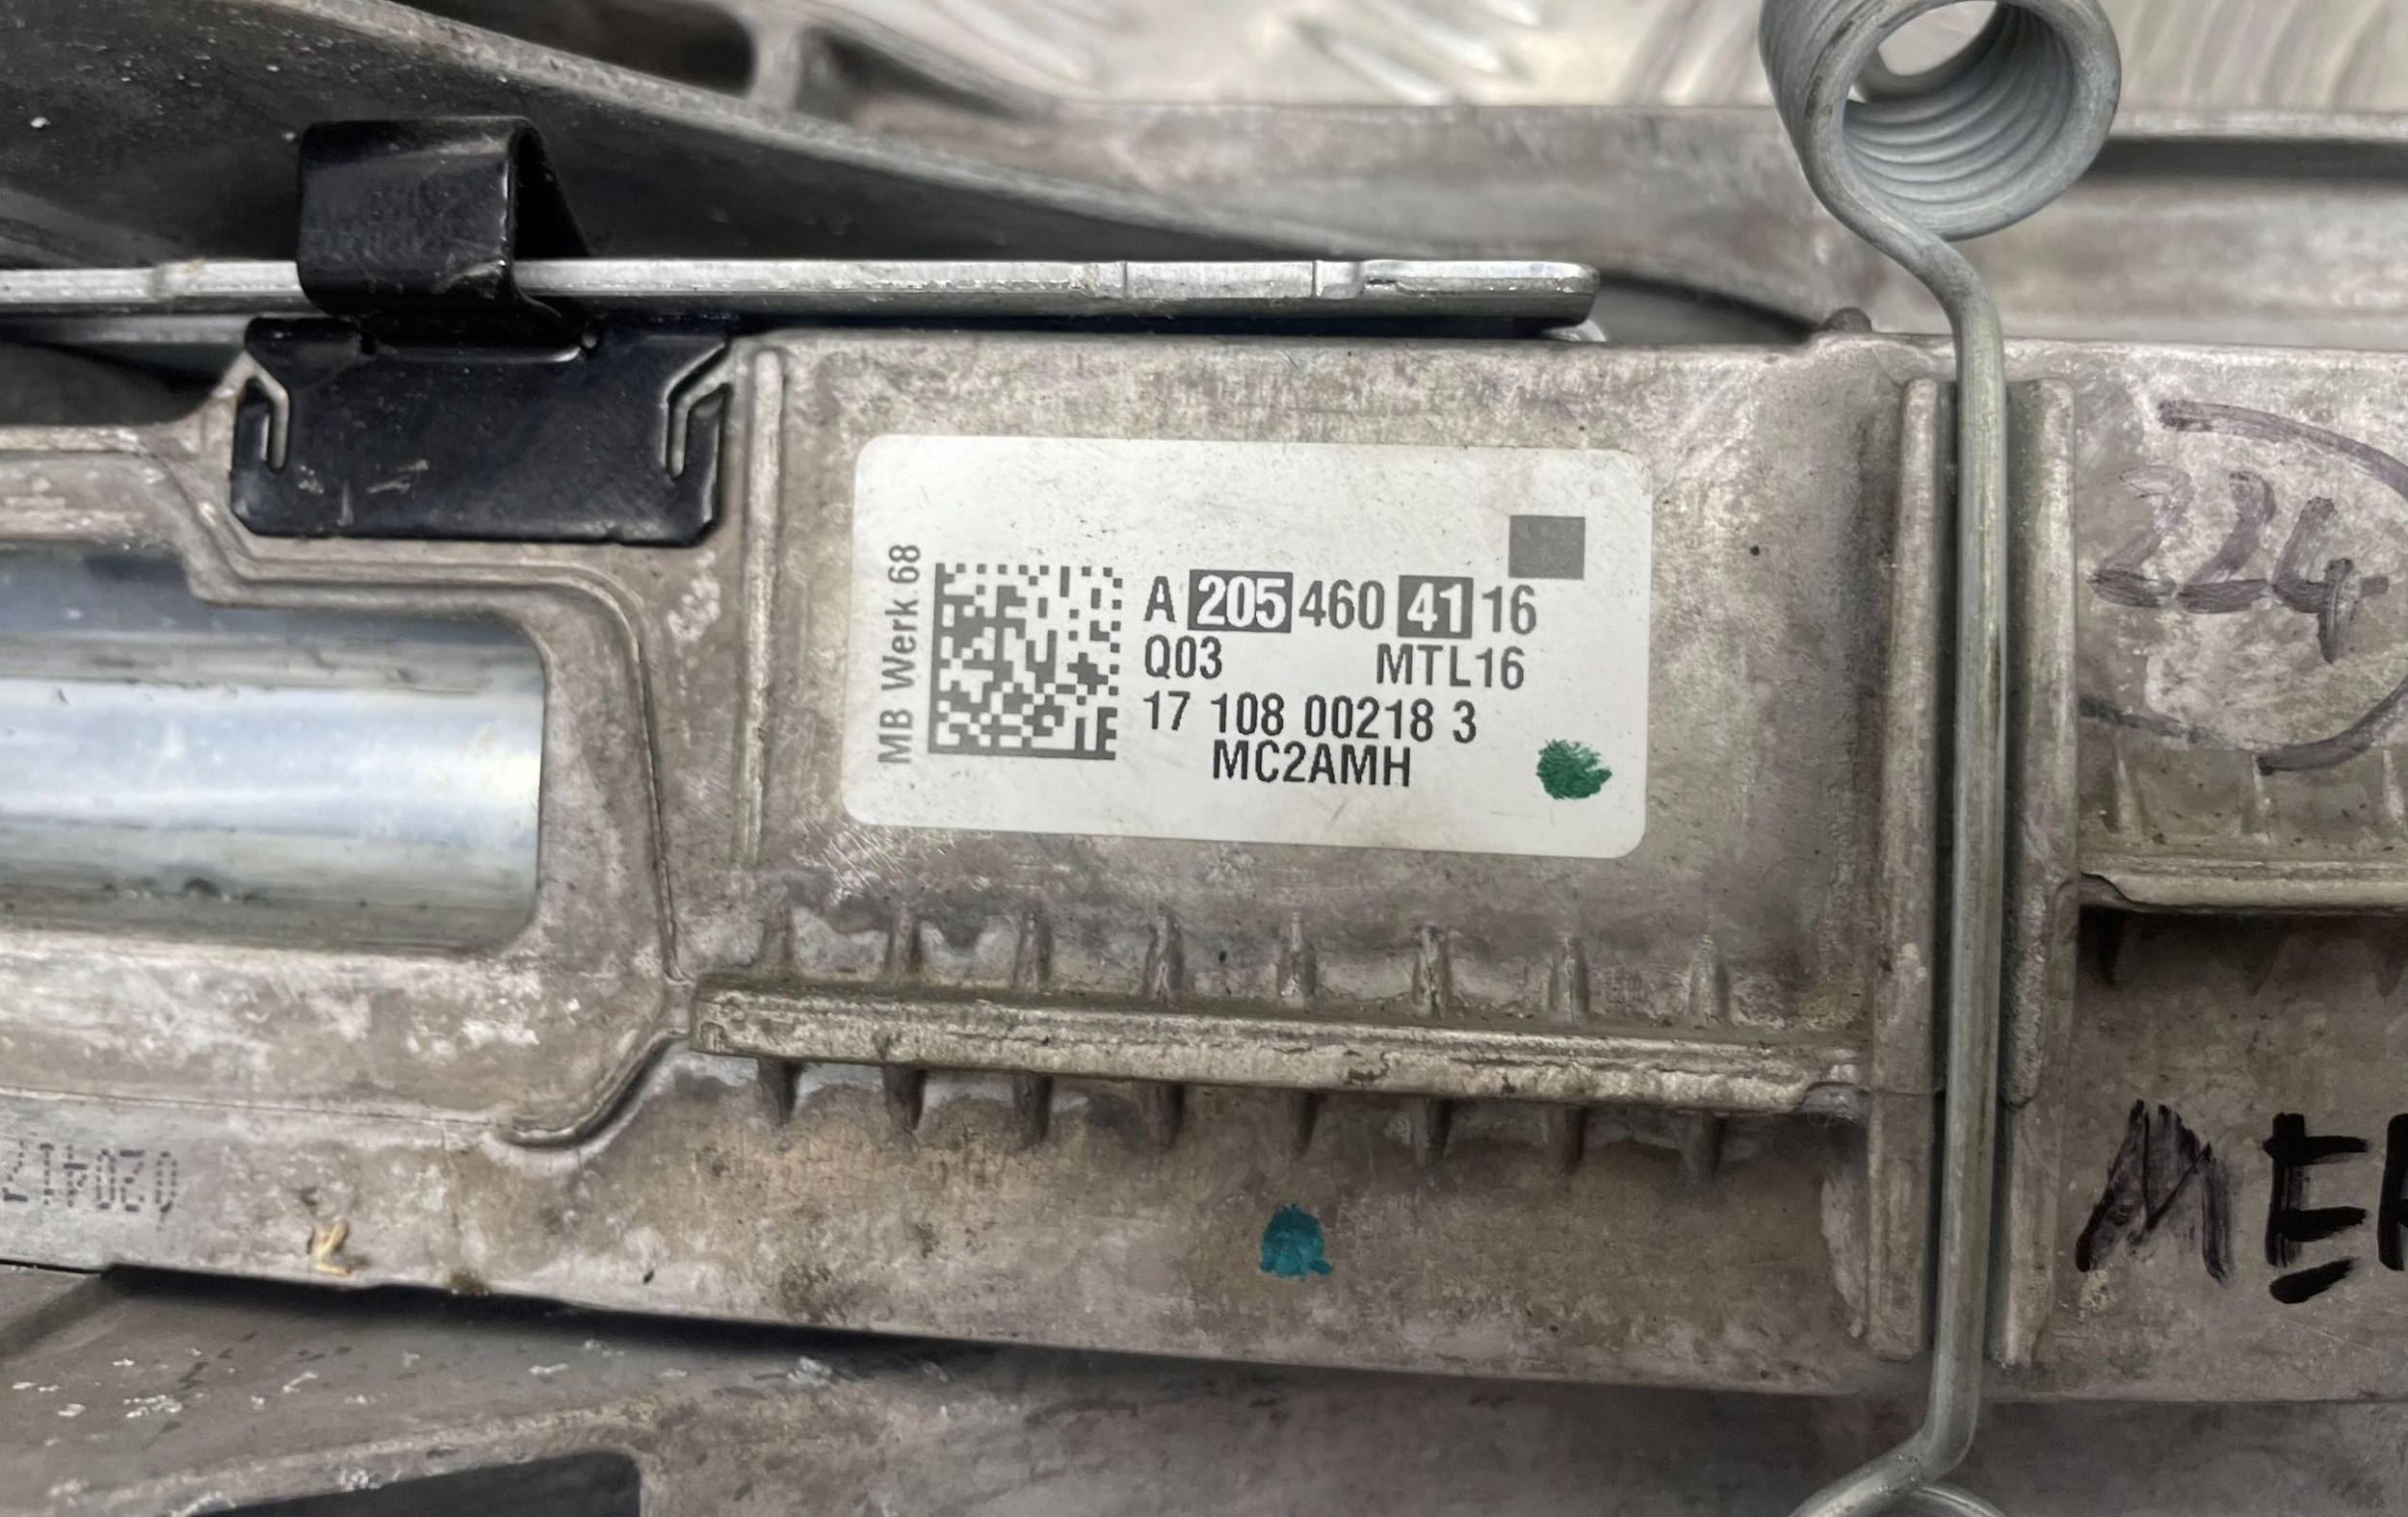 MB Werk 68
A 205 460 41 16
Q03 MTL16
17 108 00218 3
MC2AMH
224